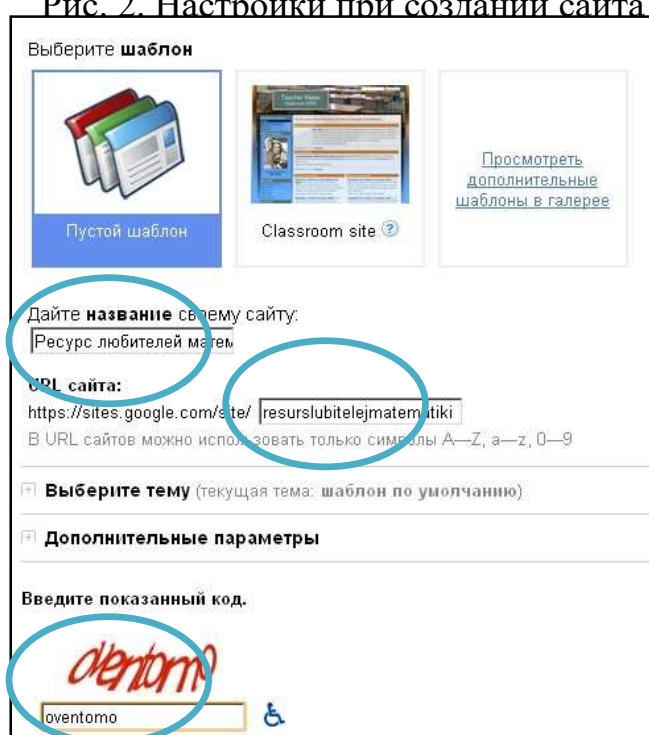 Рис. 2. Настройки при создании сайта
Выберите шаблон
Пустой шаблон
Classroom site ?
Просмотреть
дополнительные
шаблоны в галерее
Дайте название своему сайту:
Ресурс любителей матем
URL сайта:
https://sites.google.com/site/ resurslubitelejmatematiki
В URL сайтов можно использовать только символы A—Z, a—z, 0—9
Выберите тему (текущая тема: шаблон по умолчанию)
Дополнительные параметры
Введите показанный код.
oventomo
oventomo